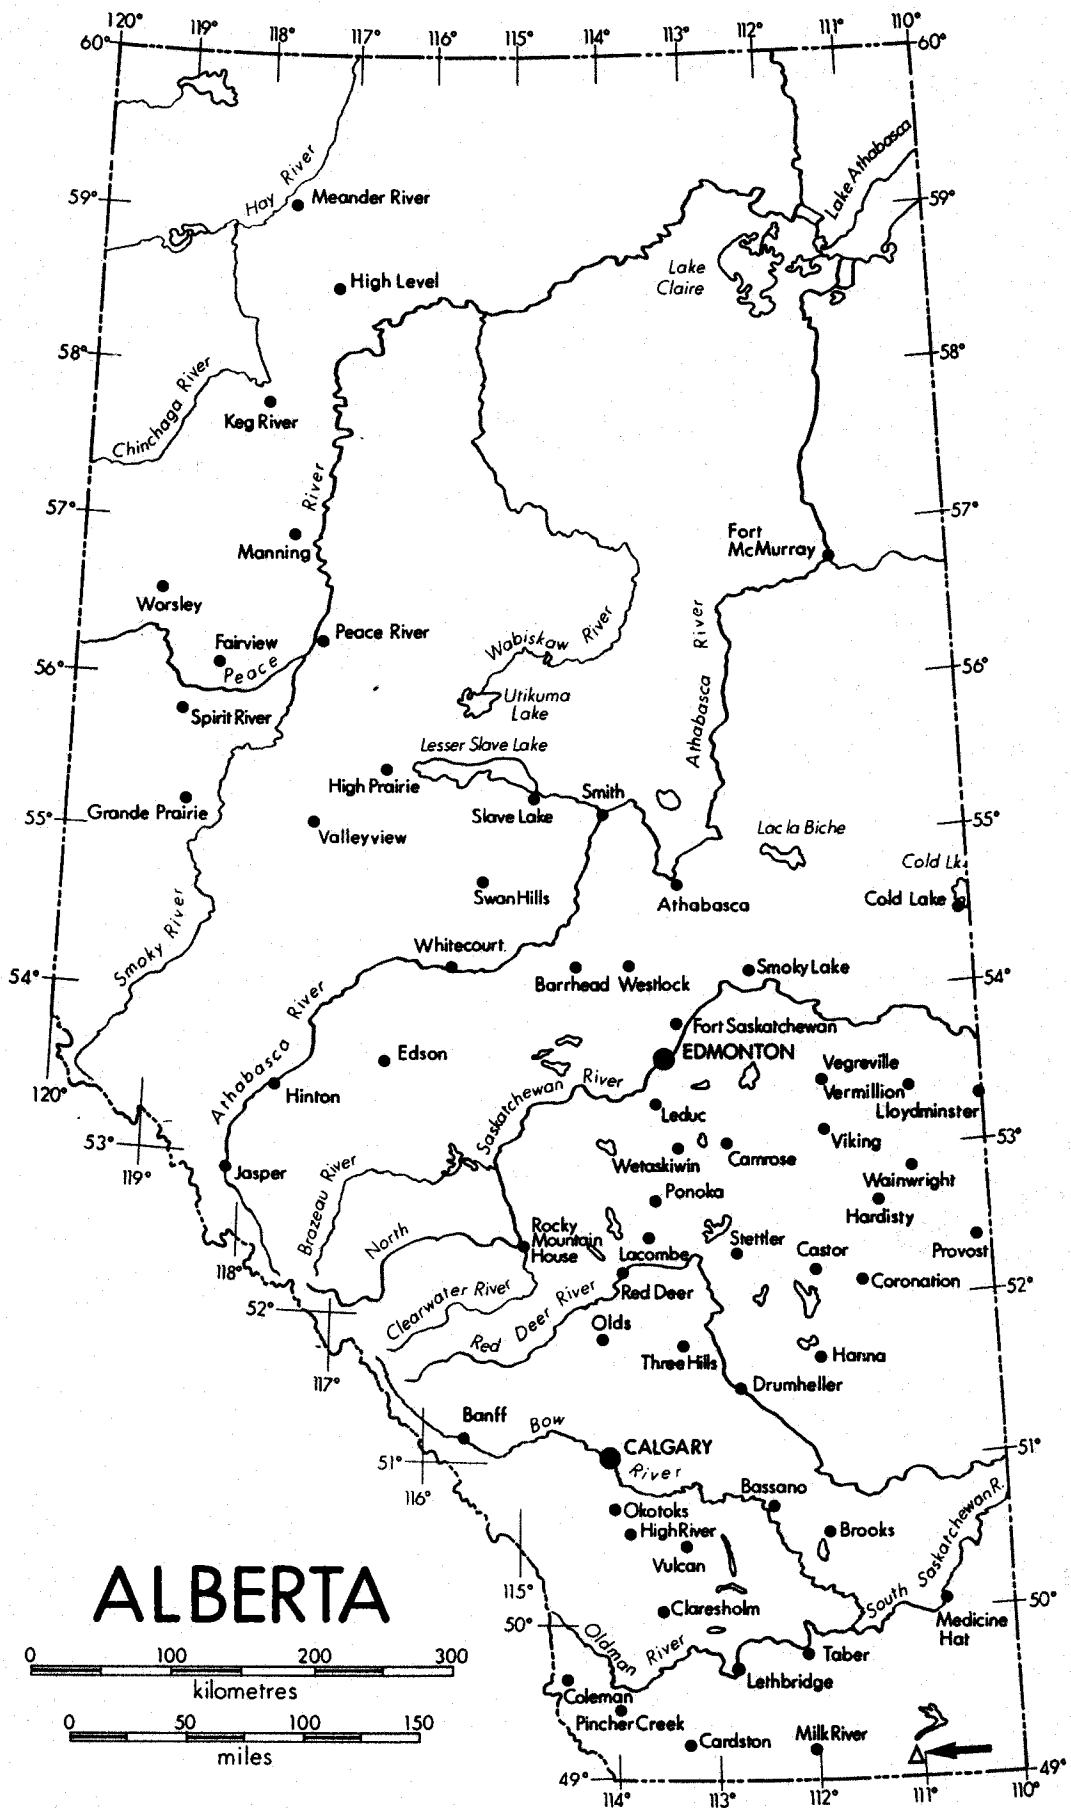 120°
119°
118°
117°
116°
115°
114°
113°
112°
111°
110°
60°
60°
Hay River
Meander River
59°
Lake Athabasca
59°
High Level
Lake
Claire
58°
58°
Chinchaga River
Keg River
River
57°
57°
Manning
Fort
McMurray
Worsley
Fairview
Peace River
Peace
Wabiskaw River
Athabasca River
56°
56°
Spirit River
Utikuma
Lake
Lesser Slave Lake
High Prairie
Smith
Grande Prairie
Slave Lake
55°
55°
Valleyview
Lac la Biche
Cold Lk.
Cold Lake
Swan Hills
Athabasca
Smoky River
Whitecourt
54°
54°
Barrhead
Westlock
Smoky Lake
Athabasca River
Fort Saskatchewan
EDMONTON
Edson
Vegreville
120°
Hinton
Saskatchewan River
Leduc
Vermillion
Lloydminster
53°
53°
Viking
119°
Jasper
Wetaskiwin
Camrose
Wainwright
Brazeau River
Ponoka
Hardisty
North
Rocky
Mountain
House
Lacombe
Stettler
Castor
Provost
118°
Coronation
52°
52°
Clearwater River
Red Deer River
Red Deer
Olds
Three Hills
Hanna
117°
Drumheller
Banff
Bow
CALGARY
River
51°
51°
116°
Bassano
Okotoks
High River
Brooks
Vulcan
South Saskatchewan R.
ALBERTA
115°
50°
50°
Claresholm
Oldman River
Medicine
Hat
Taber
0 100 200 300
kilometres
Lethbridge
Coleman
Pincher Creek
0 50 100 150
miles
Cardston
Milk River
49°
49°
114°
113°
112°
111°
110°